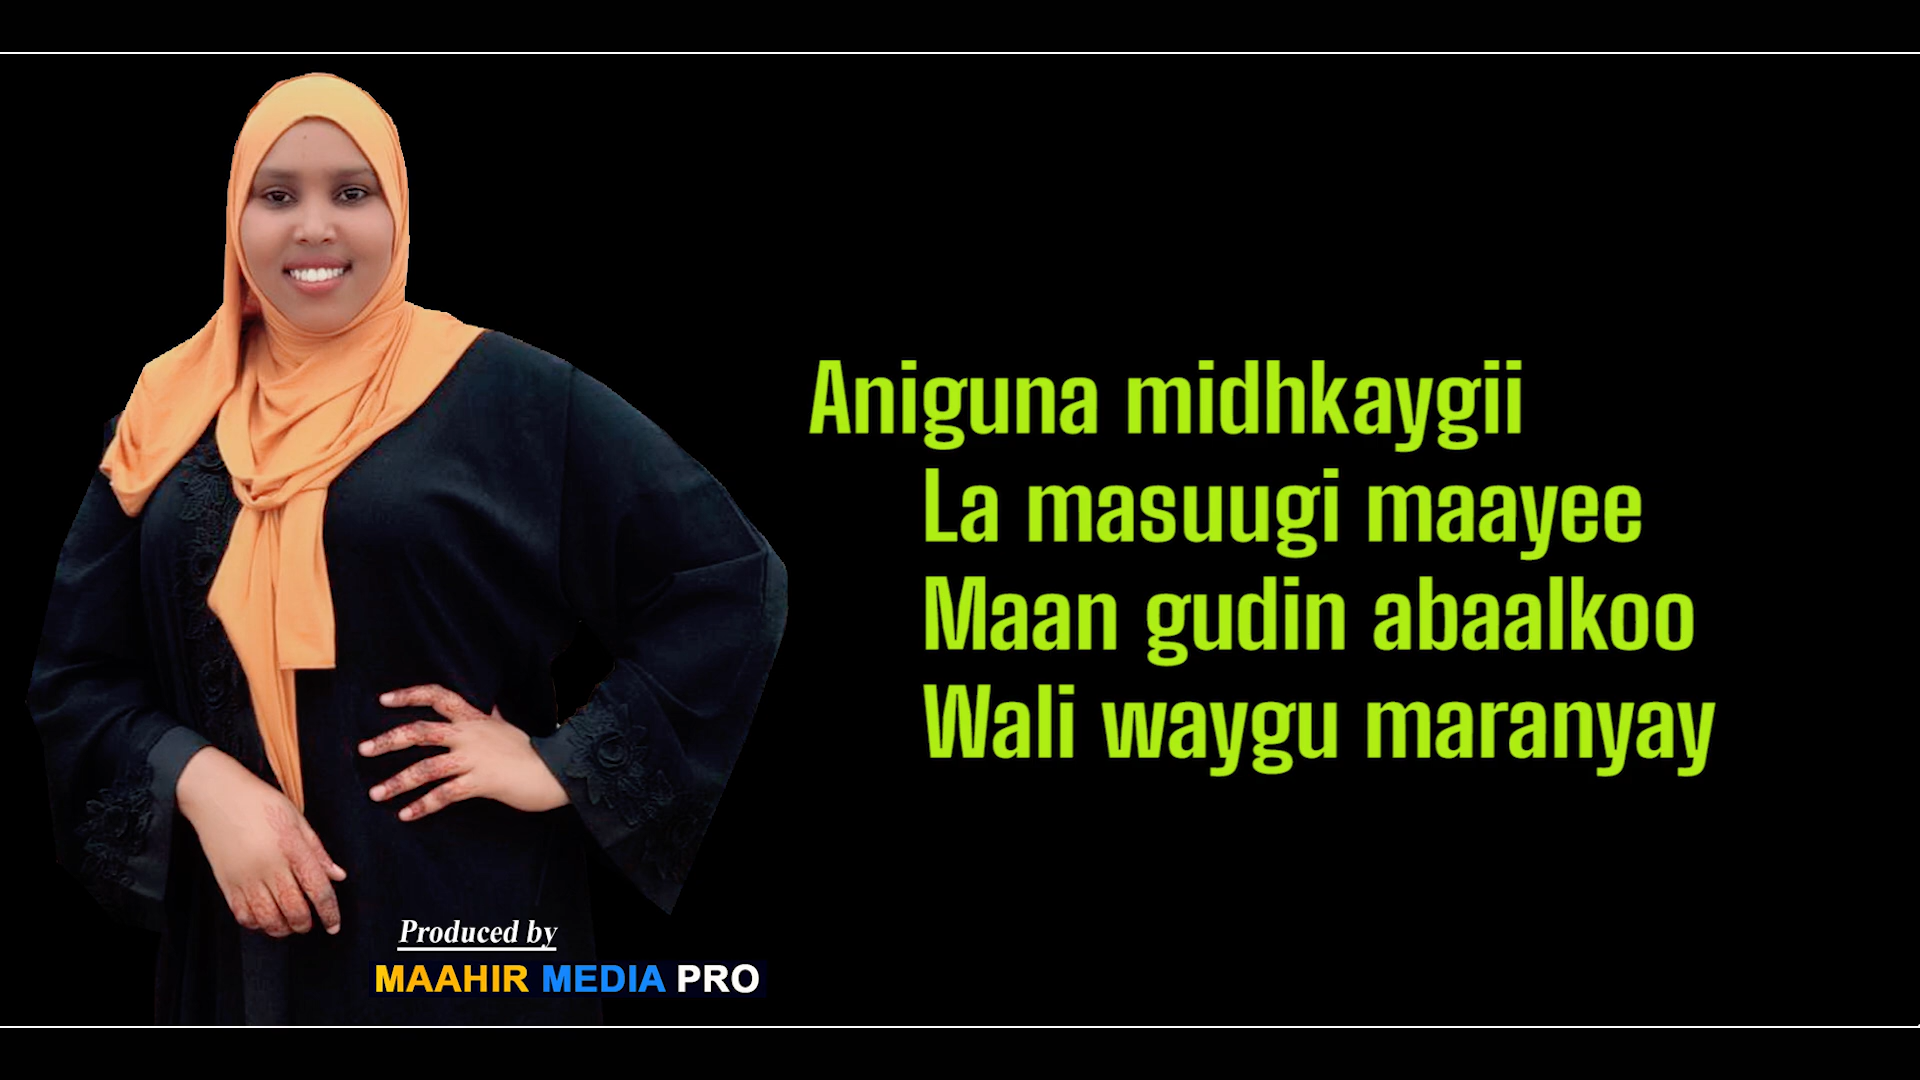 Aniguna midhkaygii
La masuugi maayee
Maan gudin abaalkoo
Wali waygu maranyay
Produced by
MAAHIR MEDIA PRO